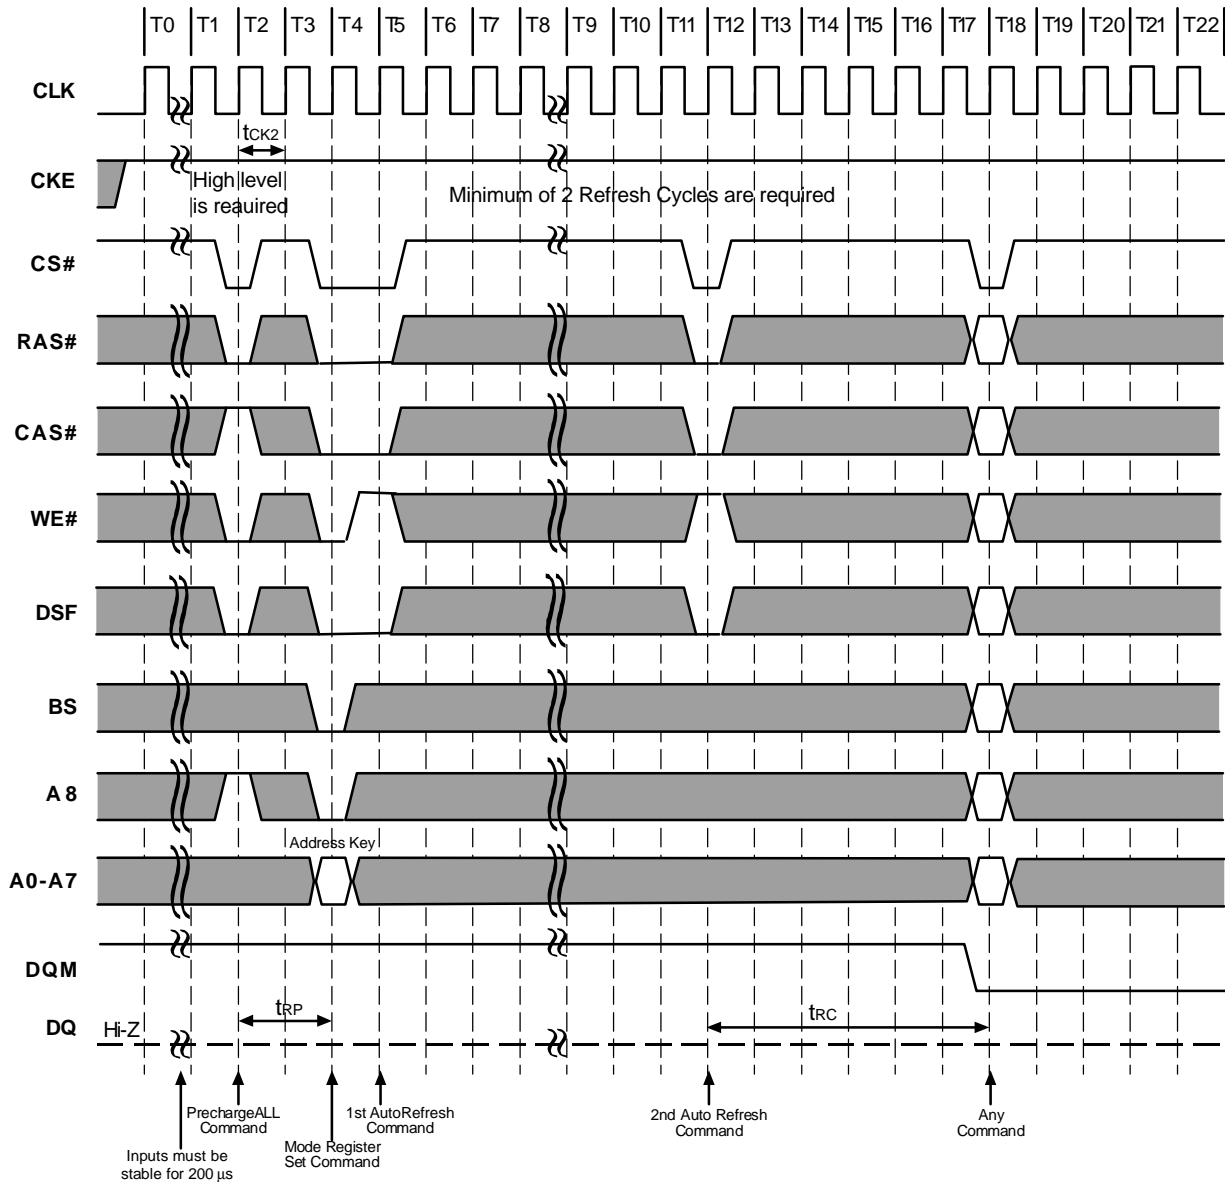 T0 T1 T2 T3 T4 T5 T6 T7 T8 T9 T10 T11 T12 T13 T14 T15 T16 T17 T18 T19 T20 T21 T22
CLK
tCK2
CKE
High level
is reauired
Minimum of 2 Refresh Cycles are required
CS#
RAS#
CAS#
WE#
DSF
BS
A8
Address Key
A0-A7
DQM
tRP
tRC
DQ
Hi-Z
PrechargeALL
Command
1st AutoRefresh
Command
2nd Auto Refresh
Command
Any
Command
Mode Register
Set Command
Inputs must be
stable for 200 µs